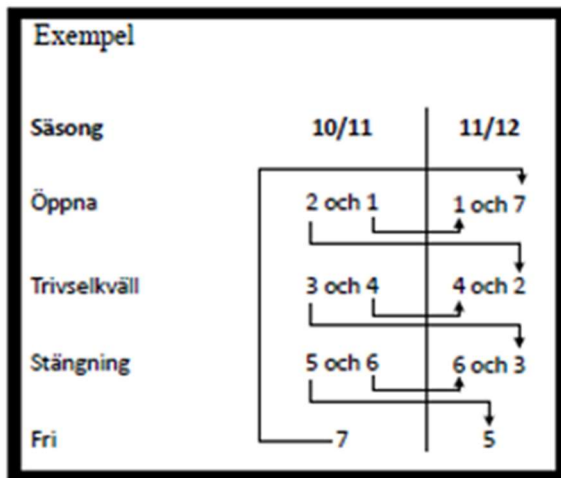 Exempel
Säsong 10/11 11/12
Öppna 2 och 1 1 och 7
Trivselkväll 3 och 4 4 och 2
Stängning 5 och 6 6 och 3
Fri 7 5